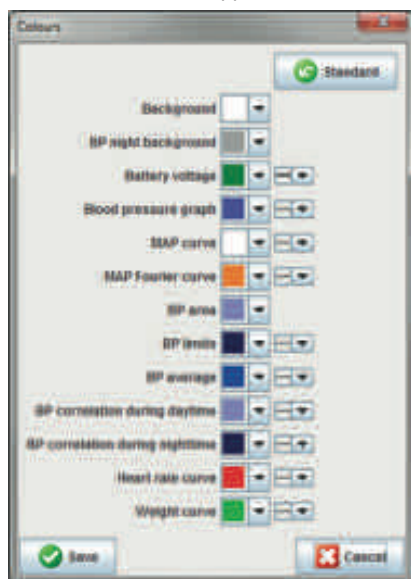 Colours
Standard
Background
BP night background
Battery voltage
Blood pressure graph
MAP curve
MAP Fourier curve
BP area
BP limits
BP average
BP correlation during daytime
BP correlation during nighttime
Heart rate curve
Weight curve
Save
Cancel